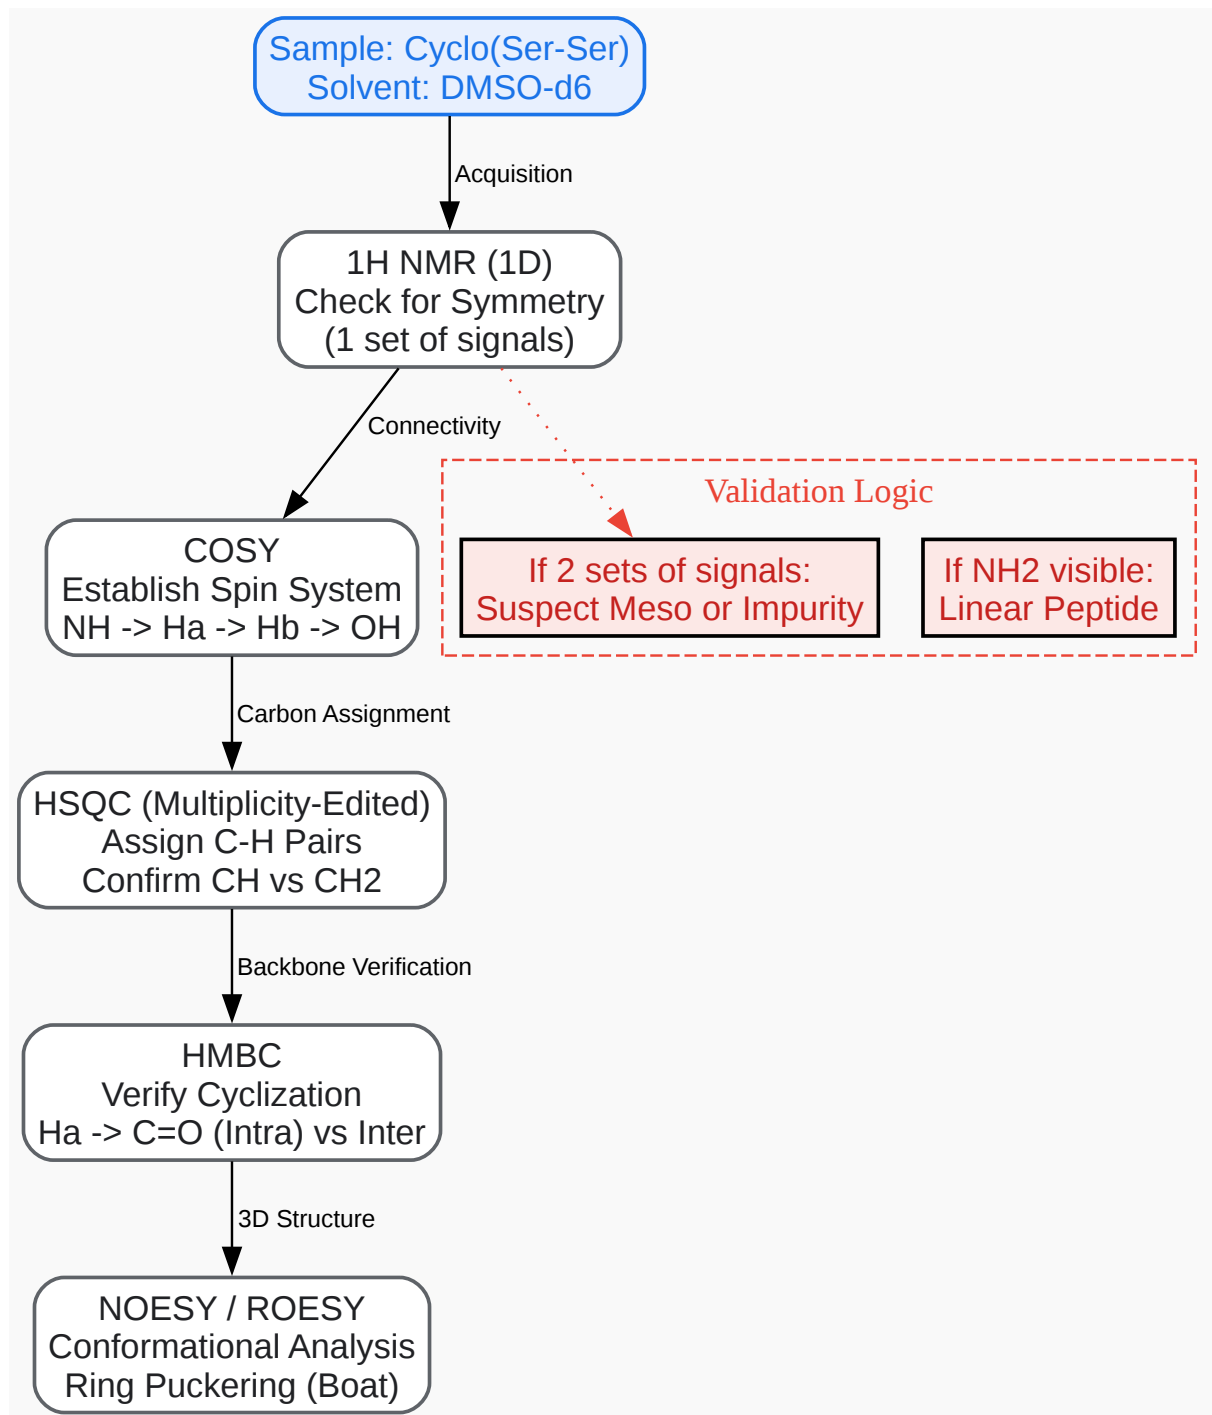 Sample: Cyclo(Ser-Ser)
Solvent: DMSO-d6
Acquisition
1H NMR (1D)
Check for Symmetry
(1 set of signals)
Connectivity
Validation Logic
If 2 sets of signals:
Suspect Meso or Impurity
If NH2 visible:
Linear Peptide
COSY
Establish Spin System
NH -> Ha -> Hb -> OH
Carbon Assignment
HSQC (Multiplicity-Edited)
Assign C-H Pairs
Confirm CH vs CH2
Backbone Verification
HMBC
Verify Cyclization
Ha -> C=O (Intra) vs Inter
3D Structure
NOESY / ROESY
Conformational Analysis
Ring Puckering (Boat)